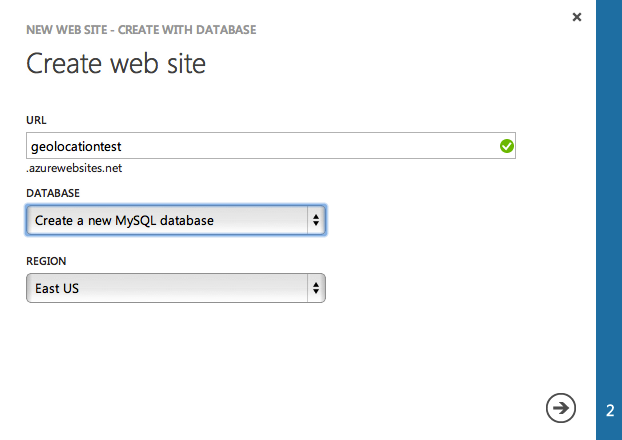 NEW WEB SITE - CREATE WITH DATABASE
Create web site
URL
geolocationtest
.azurewebsites.net
DATABASE
Create a new MySQL database
REGION
East US
2